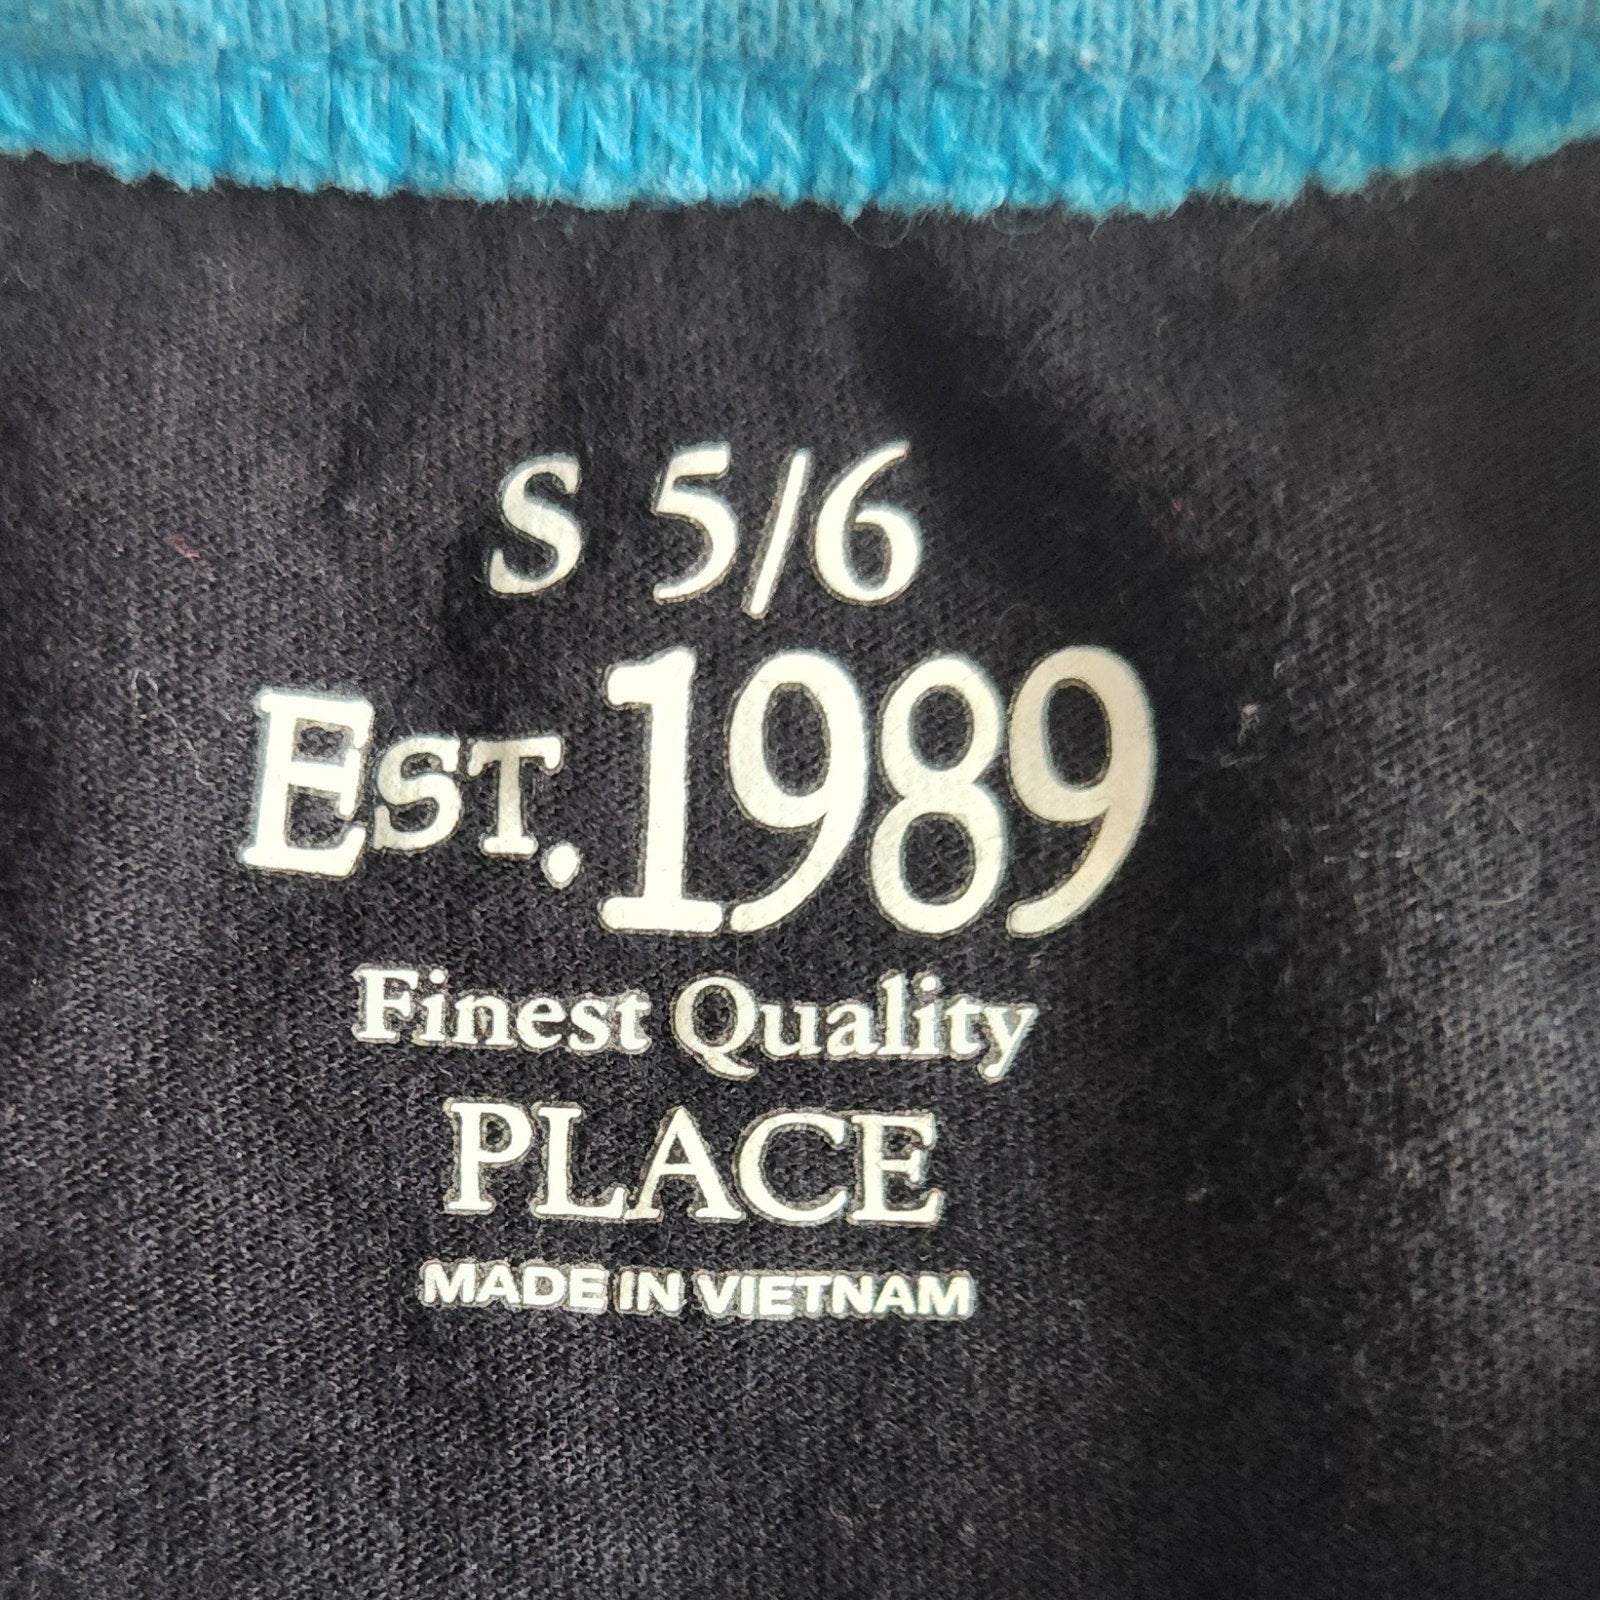 S 5/6
EST. 1989
Finest Quality
PLACE
MADE IN VIETNAM